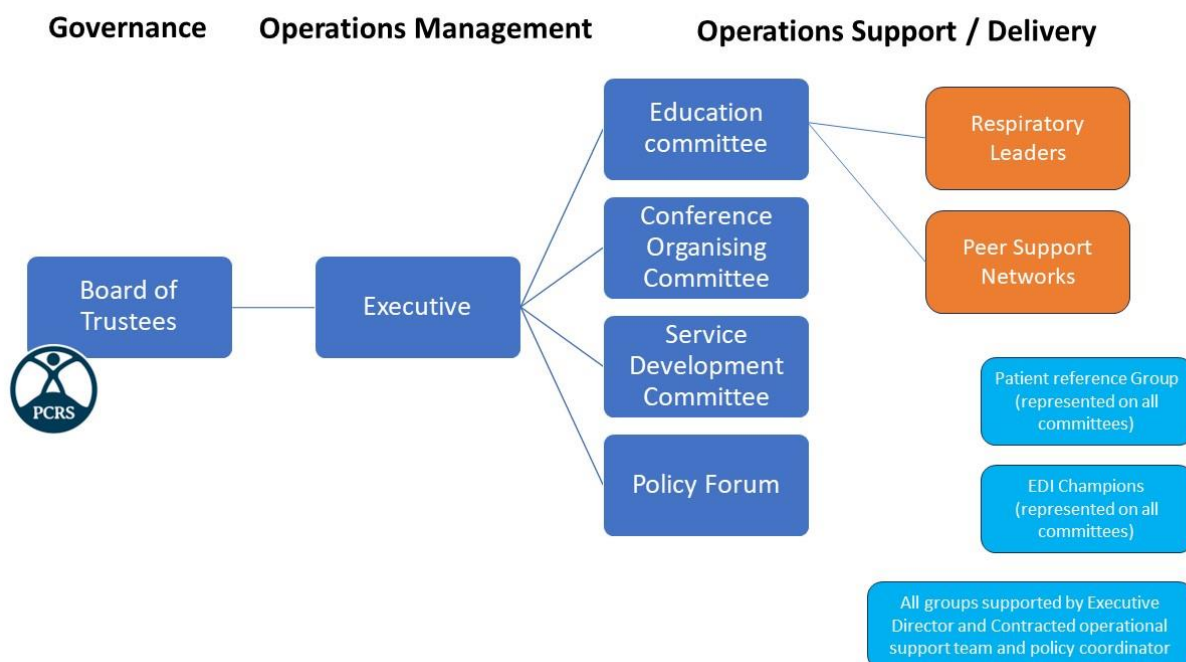 Governance
Operations Management
Operations Support / Delivery
Education
committee
Respiratory
Leaders
Conference
Organising
Committee
Peer Support
Networks
Board of
Trustees
Executive
PCRS
Service
Development
Committee
Patient reference Group
(represented on all
committees)
Policy Forum
EDI Champions
(represented on all
committees)
All groups supported by Executive
Director and Contracted operational
support team and policy coordinator